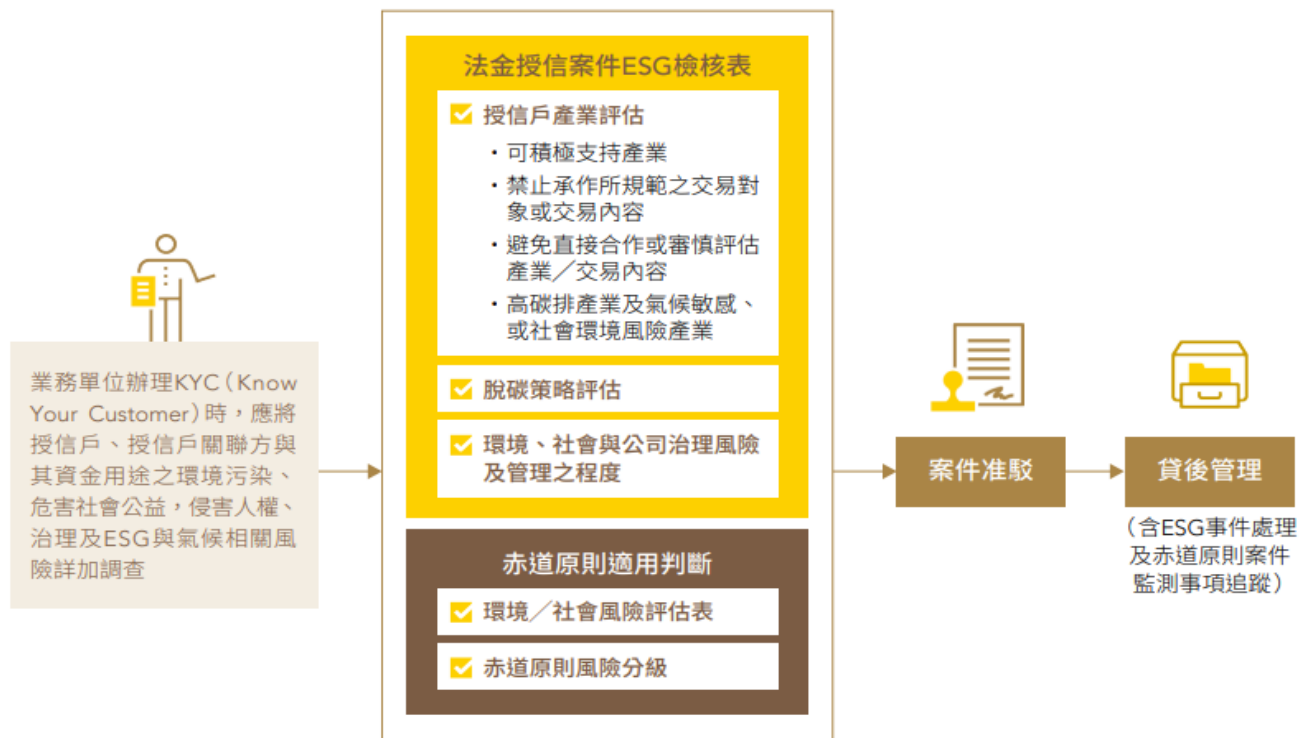 業務單位辦理KYC（Know
Your Customer）時，應將
授信戶、授信戶關聯方與
其資金用途之環境污染、
危害社會公益，侵害人權、
治理及ESG與氣候相關風
險詳加調查
法金授信案件ESG檢核表
授信戶產業評估
・可積極支持產業
・禁止承作所規範之交易對
象或交易內容
・避免直接合作或審慎評估
產業／交易內容
・高碳排產業及氣候敏感、
或社會環境風險產業
脫碳策略評估
環境、社會與公司治理風險
及管理之程度
赤道原則適用判斷
環境／社會風險評估表
赤道原則風險分級
案件准駁
貸後管理
（含ESG事件處理
及赤道原則案件
監測事項追蹤）